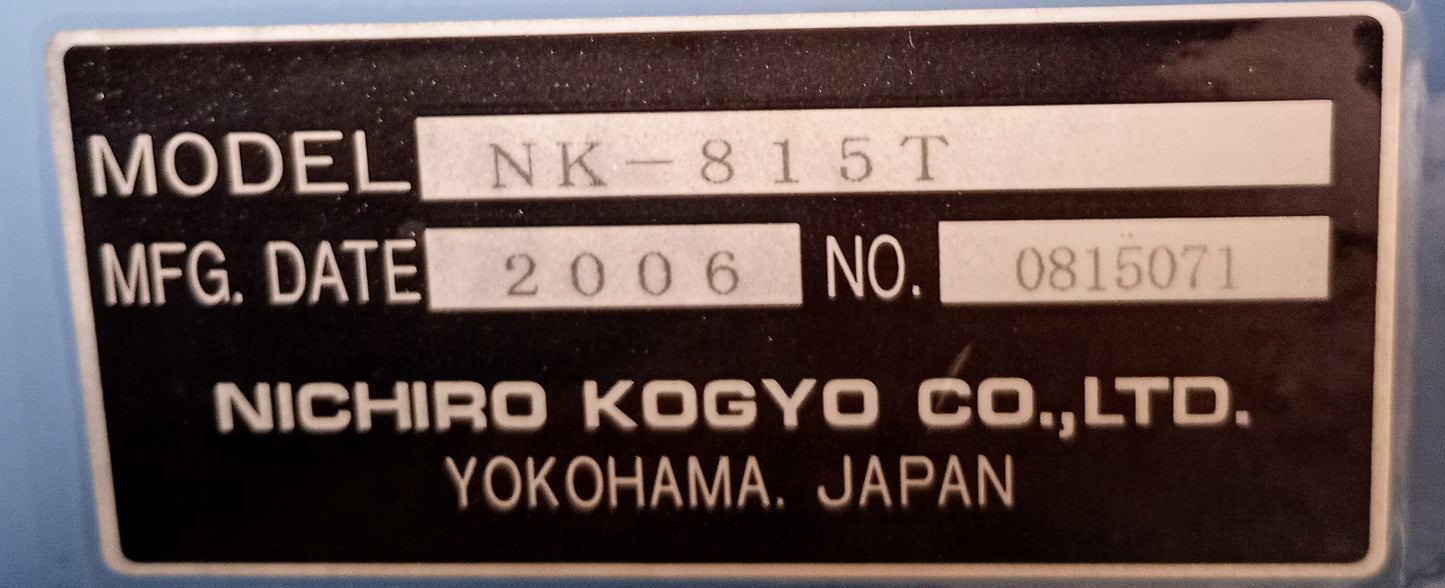 MODEL NK-815T
MFG. DATE 2006 NO. 0815071
NICHIRO KOGYO CO.,LTD.
YOKOHAMA. JAPAN